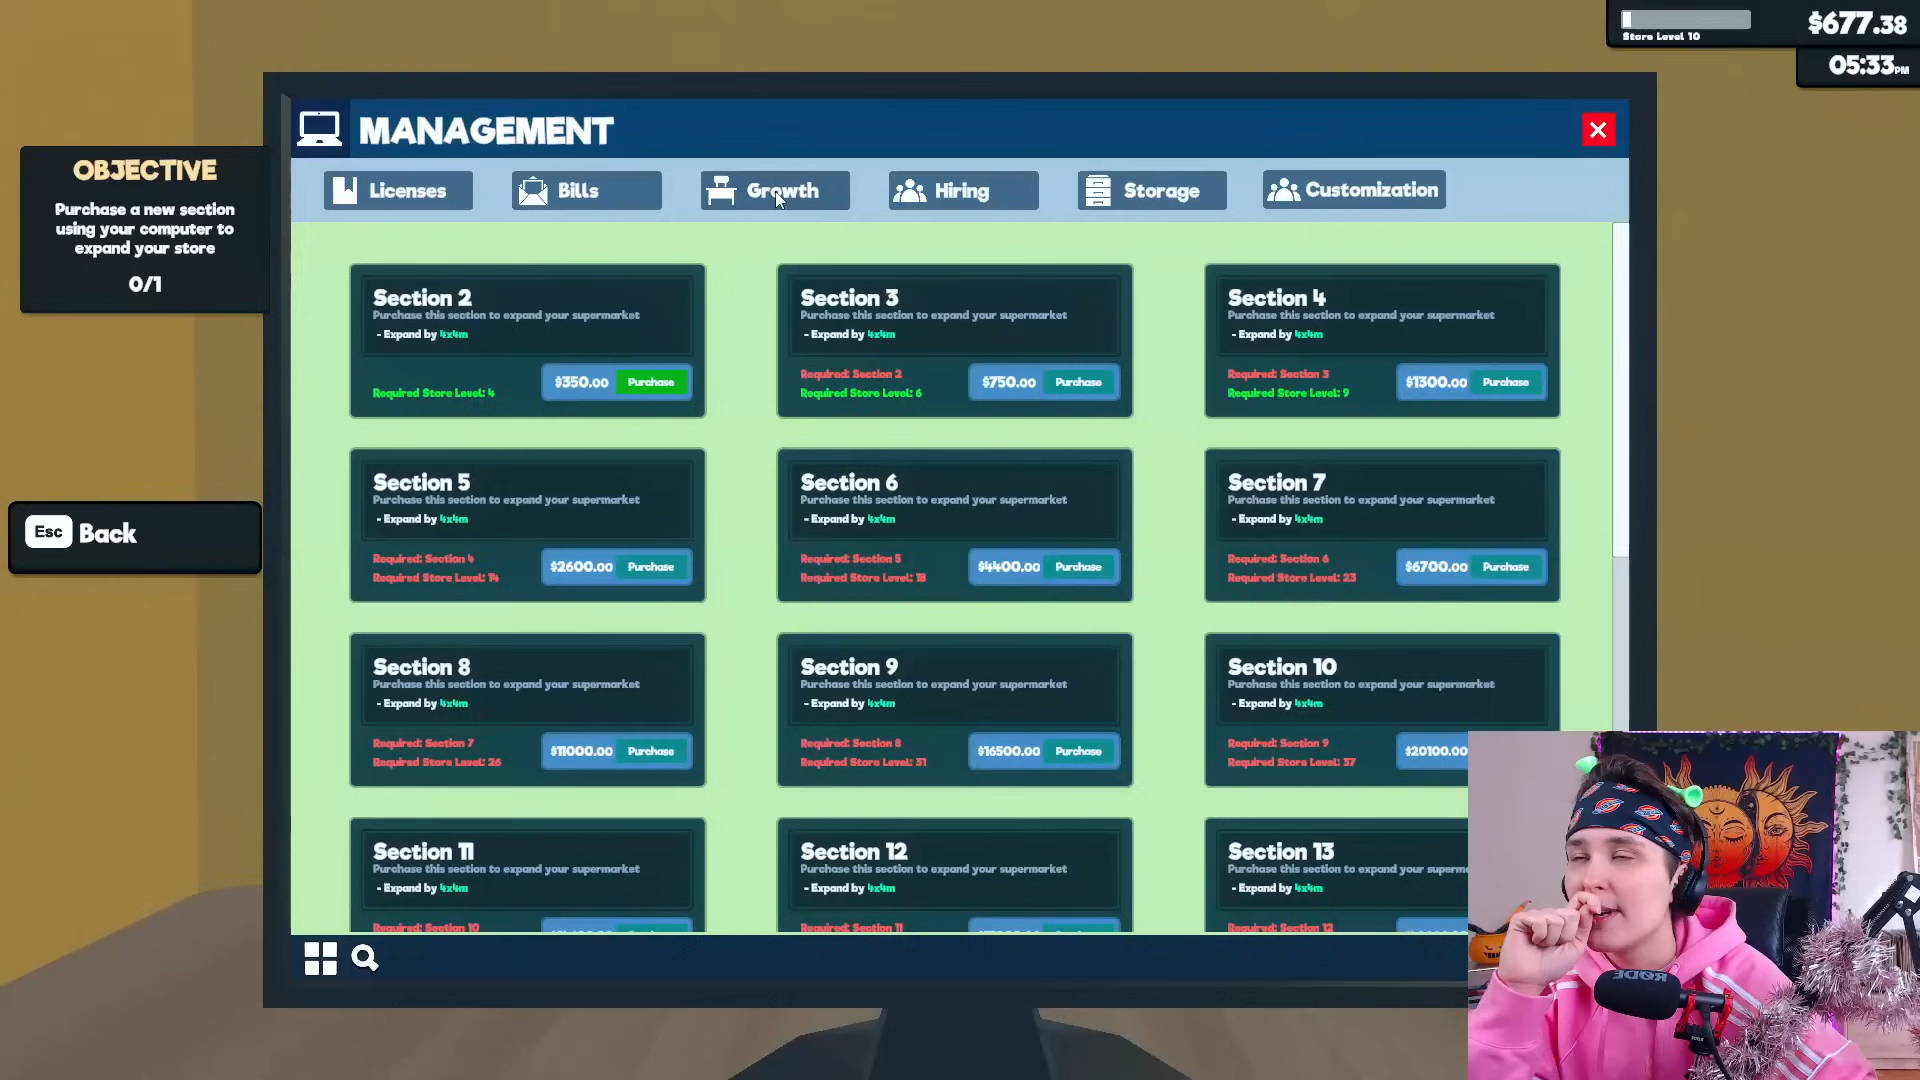 $677.38
Store Level 10
05:33PM
MANAGEMENT
X
Licenses
Bills
Growth
Hiring
Storage
Customization
OBJECTIVE
Purchase a new section
using your computer to
expand your store
0/1
Esc Back
Section 2
Purchase this section to expand your supermarket
- Expand by 4x4m
Required Store Level: 4
$350.00 Purchase
Section 3
Purchase this section to expand your supermarket
- Expand by 4x4m
Required: Section 2
Required Store Level: 6
$750.00 Purchase
Section 4
Purchase this section to expand your supermarket
- Expand by 4x4m
Required: Section 3
Required Store Level: 9
$1300.00 Purchase
Section 5
Purchase this section to expand your supermarket
- Expand by 4x4m
Required: Section 4
Required Store Level: 14
$2600.00 Purchase
Section 6
Purchase this section to expand your supermarket
- Expand by 4x4m
Required: Section 5
Required Store Level: 18
$4400.00 Purchase
Section 7
Purchase this section to expand your supermarket
- Expand by 4x4m
Required: Section 6
Required Store Level: 23
$6700.00 Purchase
Section 8
Purchase this section to expand your supermarket
- Expand by 4x4m
Required: Section 7
Required Store Level: 26
$11000.00 Purchase
Section 9
Purchase this section to expand your supermarket
- Expand by 4x4m
Required: Section 8
Required Store Level: 31
$16500.00 Purchase
Section 10
Purchase this section to expand your supermarket
- Expand by 4x4m
Required: Section 9
Required Store Level: 37
$20100.00
Section 11
Purchase this section to expand your supermarket
- Expand by 4x4m
Required: Section 10
Section 12
Purchase this section to expand your supermarket
- Expand by 4x4m
Required: Section 11
Section 13
Purchase this section to expand your
- Expand by 4x4m
Required: Section 12
RØDE